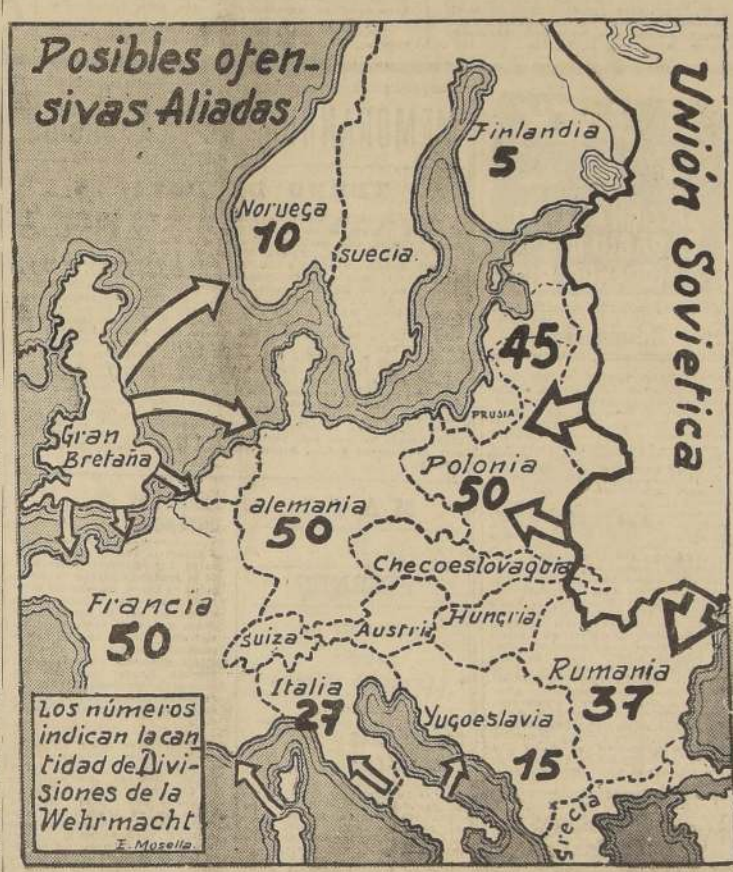 Posibles ofen-
sivas Aliadas
Unión Sovietica
Finlandia
5
Noruega
10
suecia.
45
PRUSIA
Gran
Bretaña
Polonia
50
alemania
50
Checoeslovaquia
Francia
50
suiza
Austria
Hungria
Rumania
37
Italia
27
Yugoeslavia
15
Grecia
Los números
indican la can
tidad de Divi-
siones de la
Wehrmacht
E. Mosella.